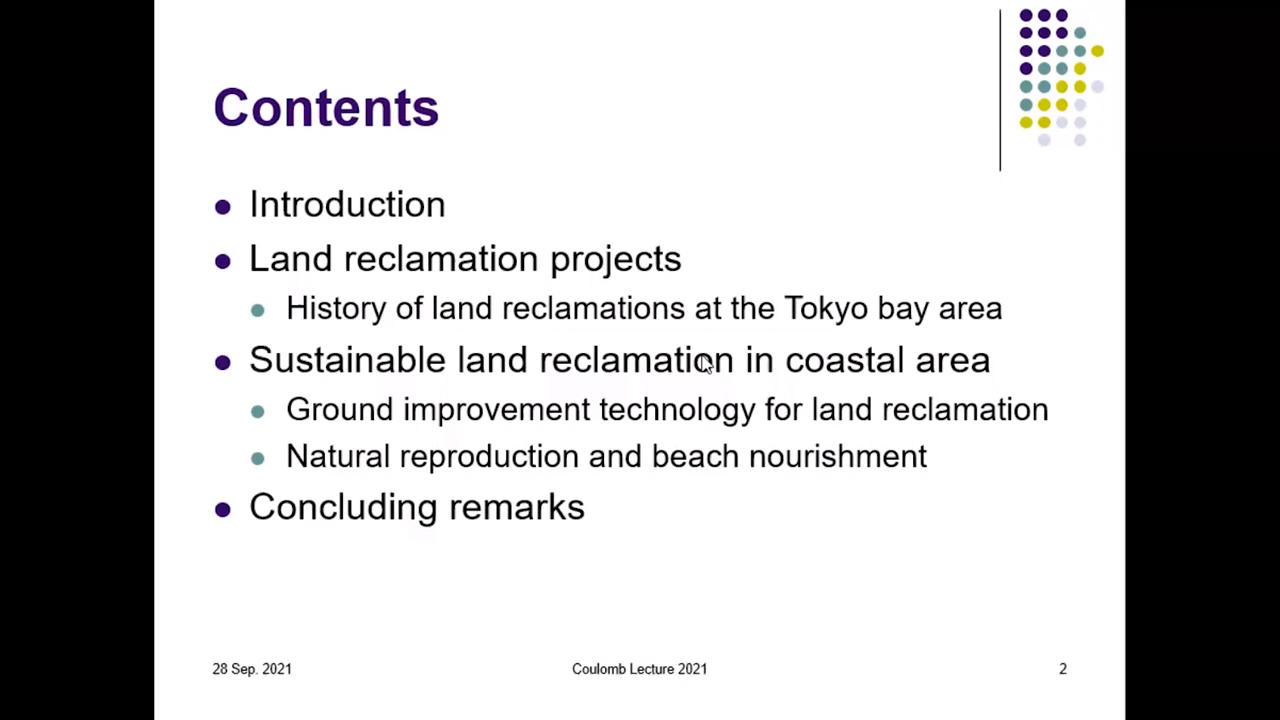 Contents
Introduction
Land reclamation projects
History of land reclamations at the Tokyo bay area
Sustainable land reclamation in coastal area
Ground improvement technology for land reclamation
Natural reproduction and beach nourishment
Concluding remarks
28 Sep. 2021
Coulomb Lecture 2021
2